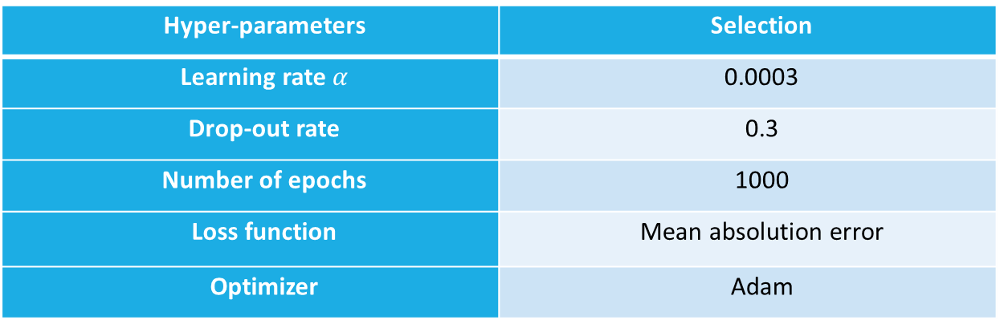 Hyper-parameters Selection
Learning rate α 0.0003
Drop-out rate 0.3
Number of epochs 1000
Loss function Mean absolution error
Optimizer Adam